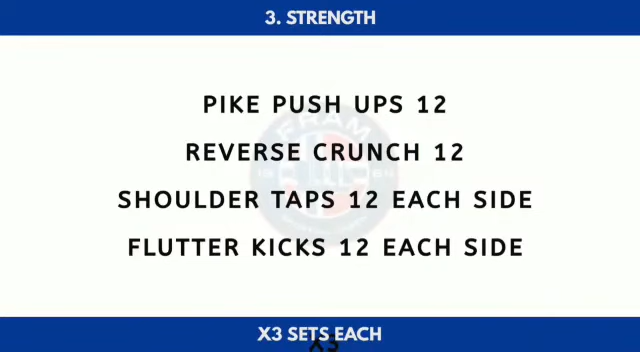 3. STRENGTH
PIKE PUSH UPS 12
REVERSE CRUNCH 12
SHOULDER TAPS 12 EACH SIDE
FLUTTER KICKS 12 EACH SIDE
X3 SETS EACH
X3